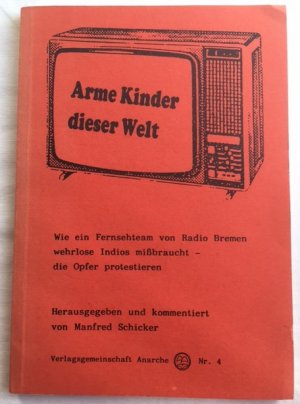 Arme Kinder
dieser Welt
Wie ein Fernsehteam von Radio Bremen
wehrlose Indios mißbraucht -
die Opfer protestieren
Herausgegeben und kommentiert
von Manfred Schicker
Verlagsgemeinschaft Anarche Nr. 4